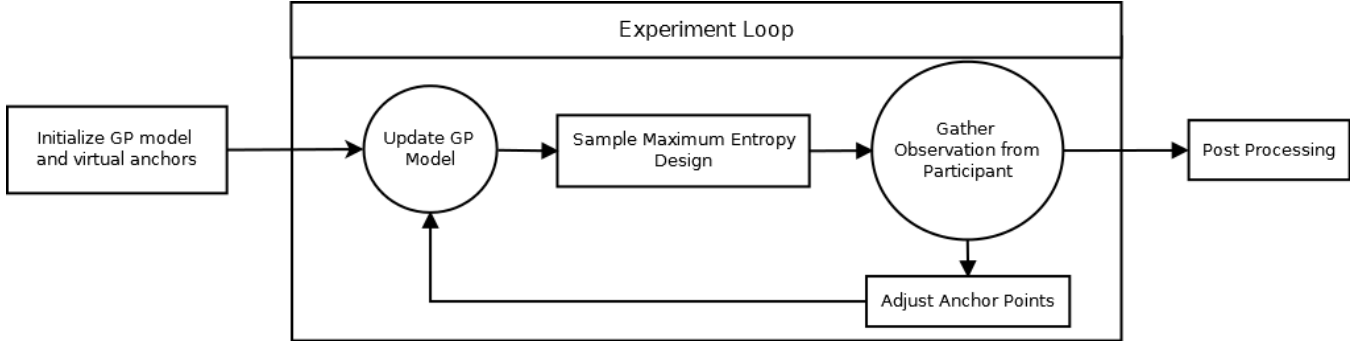 Experiment Loop
Initialize GP model
and virtual anchors
Update GP
Model
Sample Maximum Entropy
Design
Gather
Observation from
Participant
Post Processing
Adjust Anchor Points